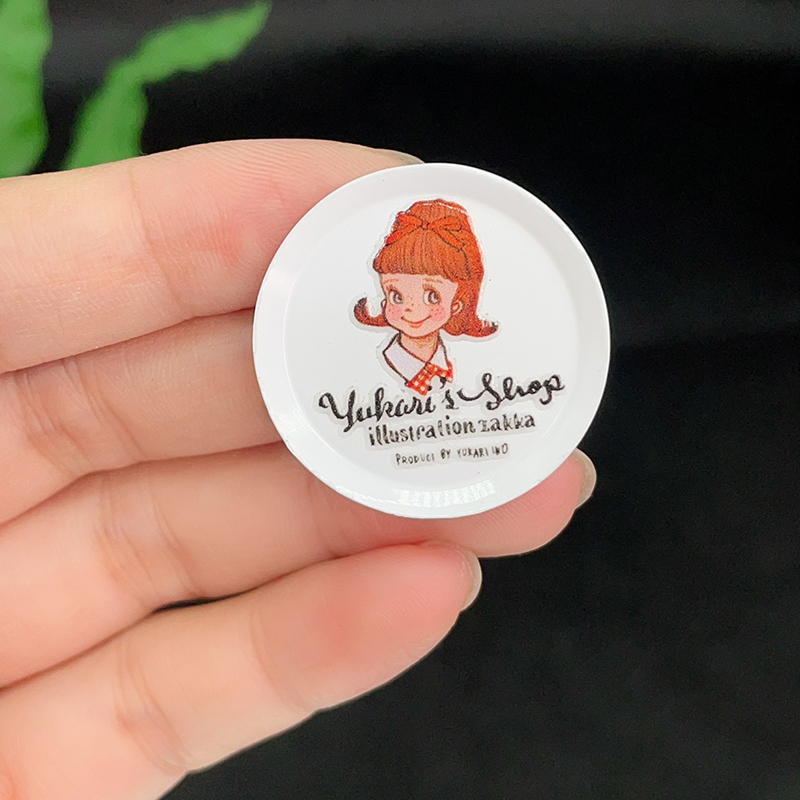 Yukari's Shop
illustration zakka
PRODUCT BY YUKARI INO